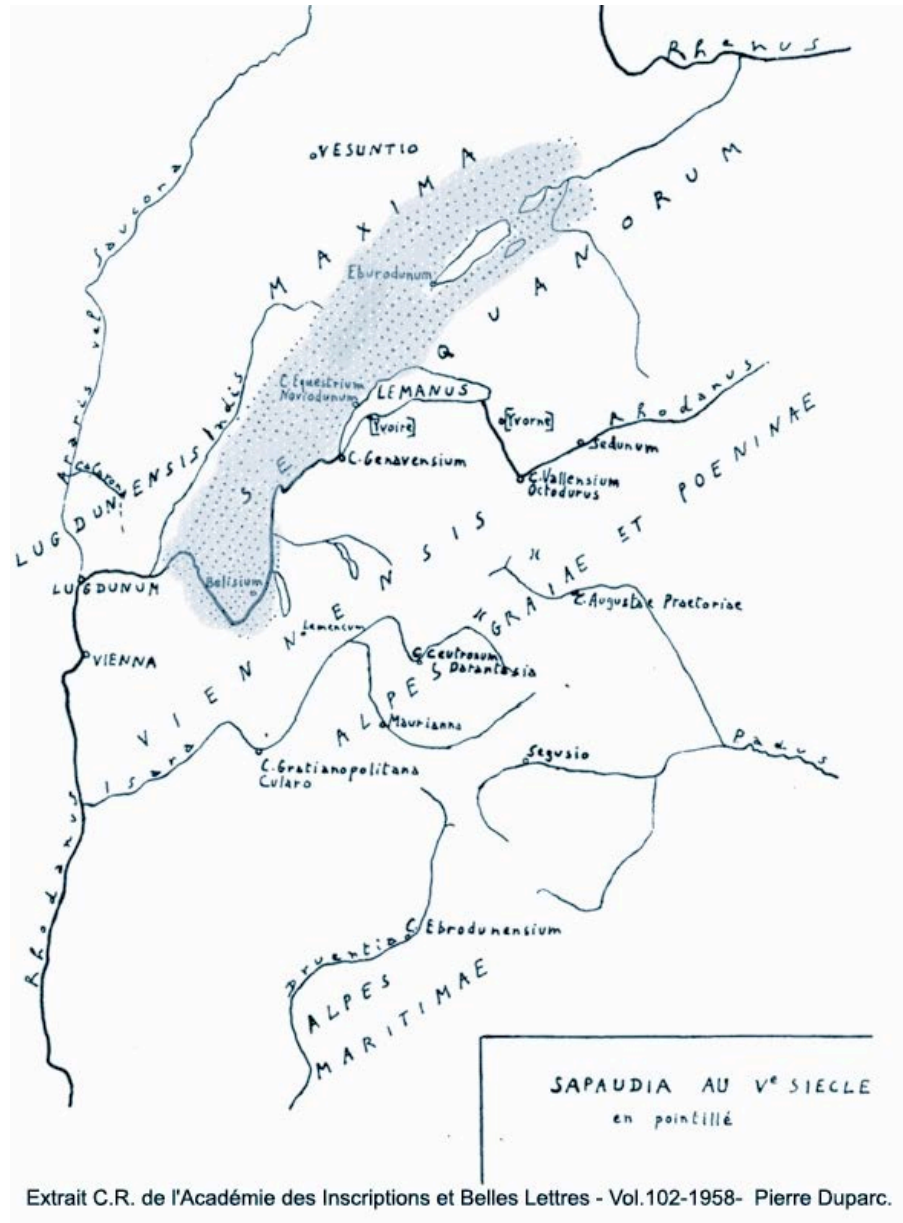 Rhenus
VESUNTIO
Araris vel Saucora
MAXIMA
SEQUANORUM
Eburodunum
C. Equestrium
Noviodunum
LEMANUS
[Yvoire]
[Yvorne]
Rhodanus
Sedunum
C. Genavensium
C. Vallensium
Octodurus
Indis
Calarona
LUGDUNENSIS
LUGDUNUM
Belisium
VIENNENSIS
Lemencum
ALPES GRAIAE ET POENINAE
C. Augustae Praetoriae
C. Ceutronum
Darantasia
VIENNA
Maurianna
Isara
C. Gratianopolitana
Cularo
Segusio
Padus
Rhodanus
C. Ebrodunensium
Druentia
ALPES
MARITIMAE
SAPAUDIA AU Ve SIECLE
en pointillé
Extrait C.R. de l'Académie des Inscriptions et Belles Lettres - Vol.102-1958- Pierre Duparc.